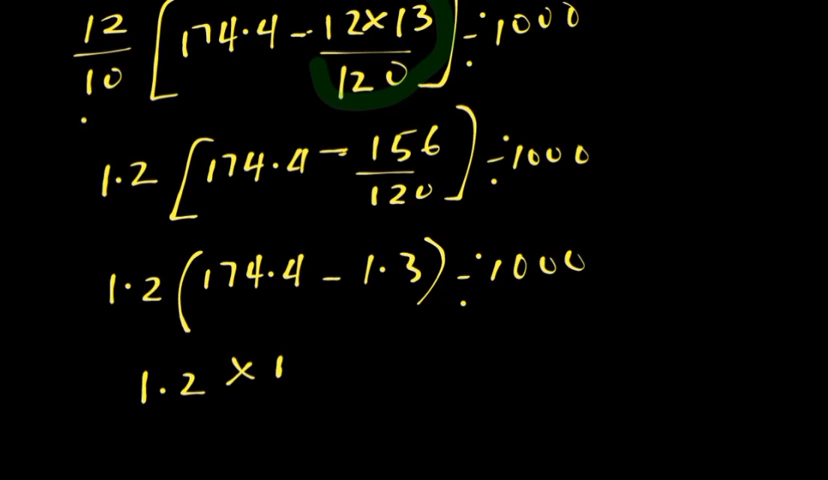 12/10 [174.4 - 12×13/120] ÷ 1000
1.2 [174.4 - 156/120] ÷ 1000
1.2 (174.4 - 1.3) ÷ 1000
1.2 × 1